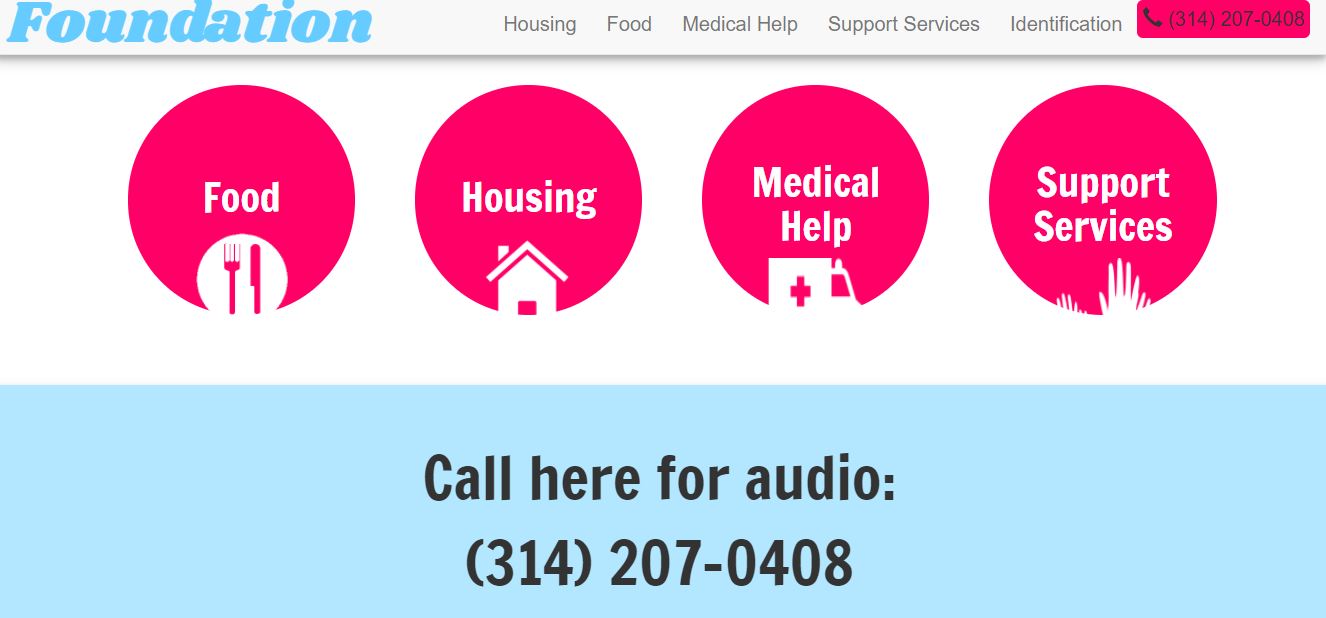 Foundation
Housing Food Medical Help Support Services Identification (314) 207-0408
Food
Housing
Medical
Help
Support
Services
Call here for audio:
(314) 207-0408